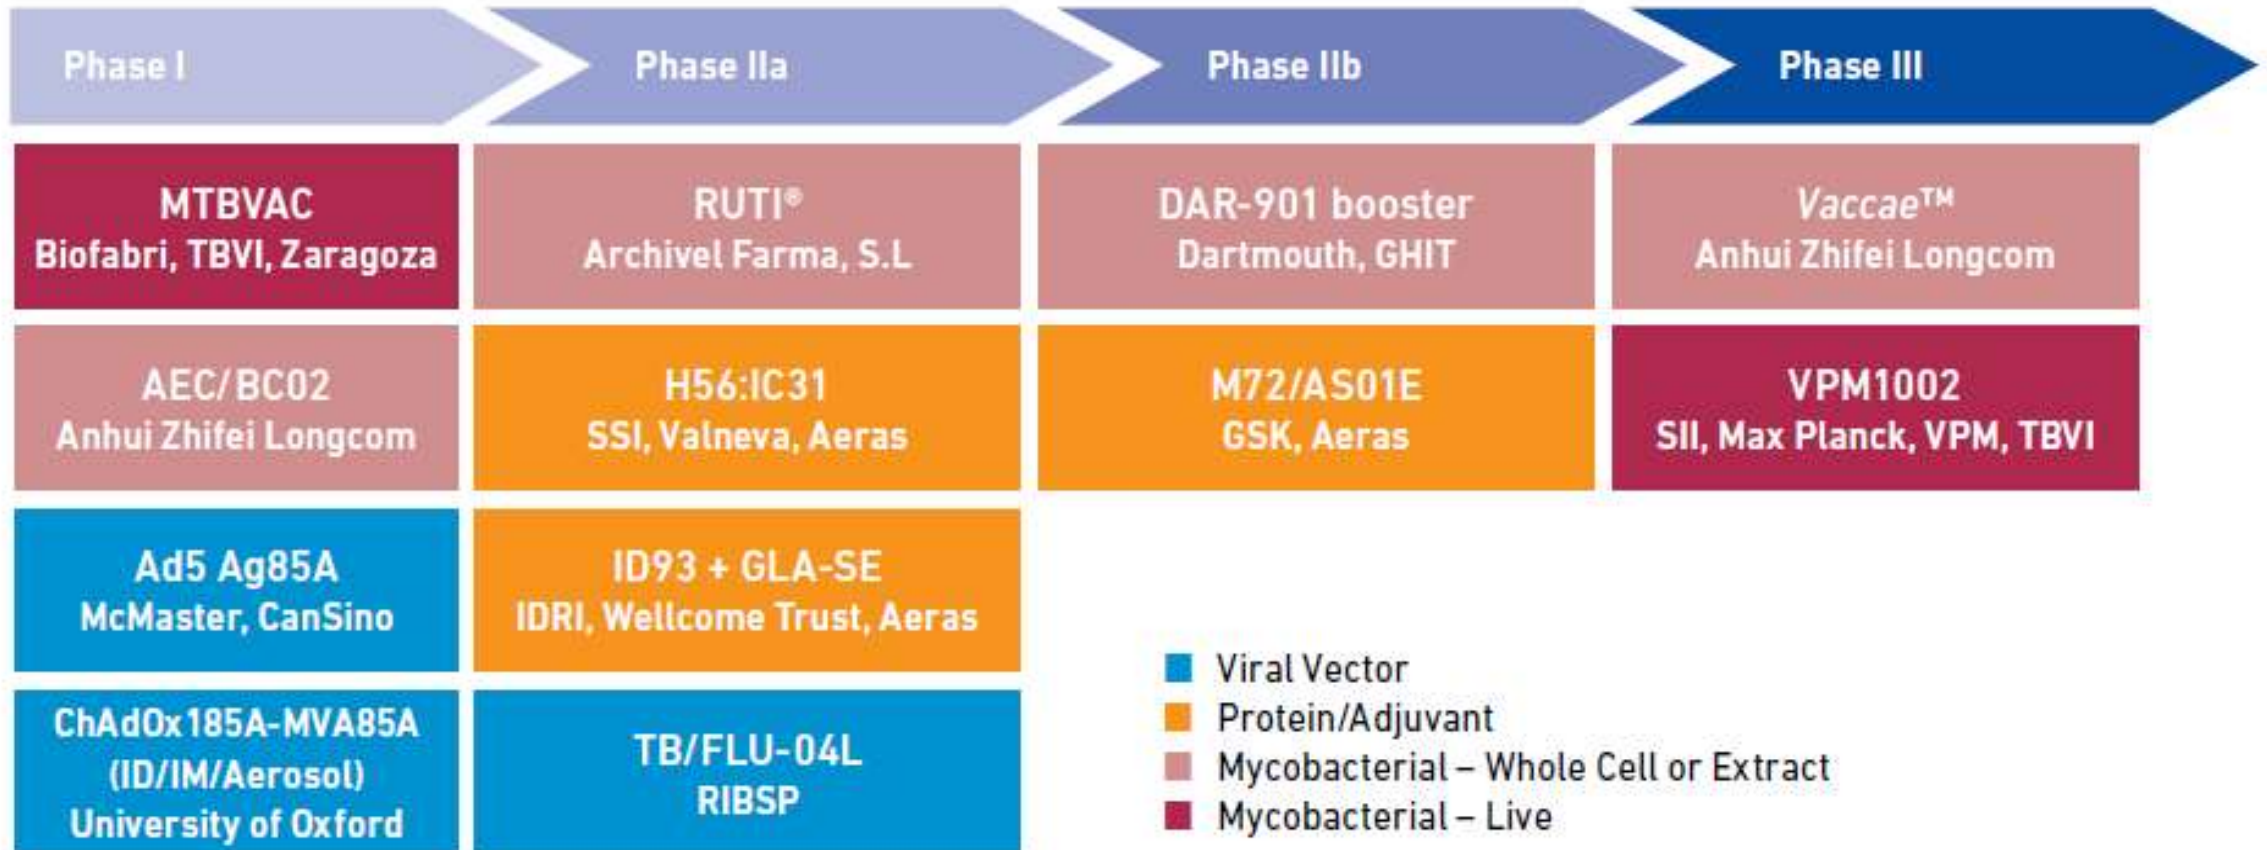 Phase I
Phase IIa
Phase IIb
Phase III
MTBVAC
Biofabri, TBVI, Zaragoza
RUTI®
Archivel Farma, S.L
DAR-901 booster
Dartmouth, GHIT
Vaccae™
Anhui Zhifei Longcom
AEC/BC02
Anhui Zhifei Longcom
H56:IC31
SSI, Valneva, Aeras
M72/AS01E
GSK, Aeras
VPM1002
SII, Max Planck, VPM, TBVI
Ad5 Ag85A
McMaster, CanSino
ID93 + GLA-SE
IDRI, Wellcome Trust, Aeras
ChAdOx185A-MVA85A
(ID/IM/Aerosol)
University of Oxford
TB/FLU-04L
RIBSP
Viral Vector
Protein/Adjuvant
Mycobacterial – Whole Cell or Extract
Mycobacterial – Live